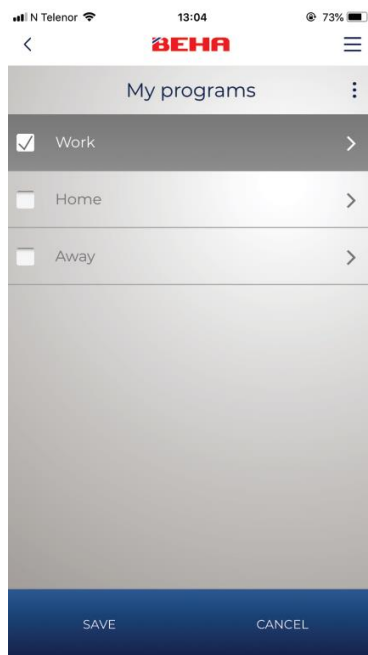 N Telenor 13:04 73%
BEHA
My programs
Work
Home
Away
SAVE CANCEL